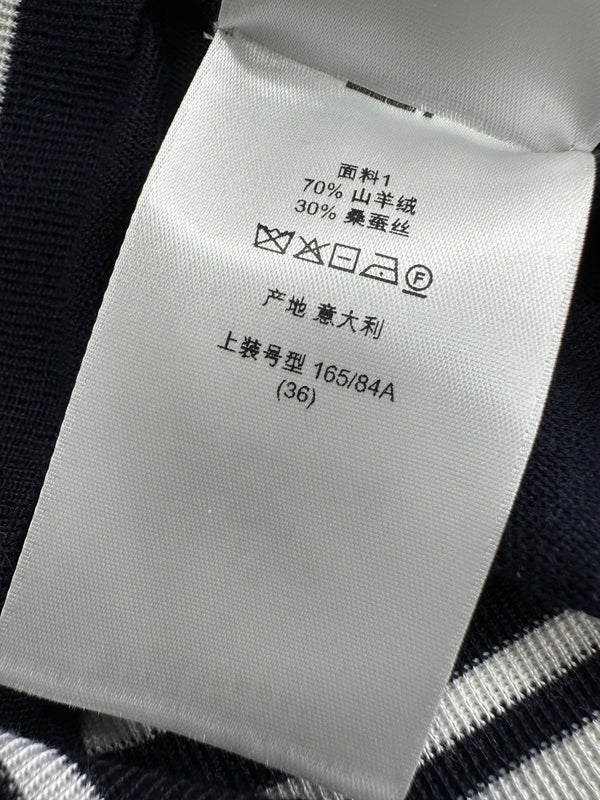 面料1
70% 山羊绒
30% 桑蚕丝
F
产地 意大利
上装号型 165/84A
(36)